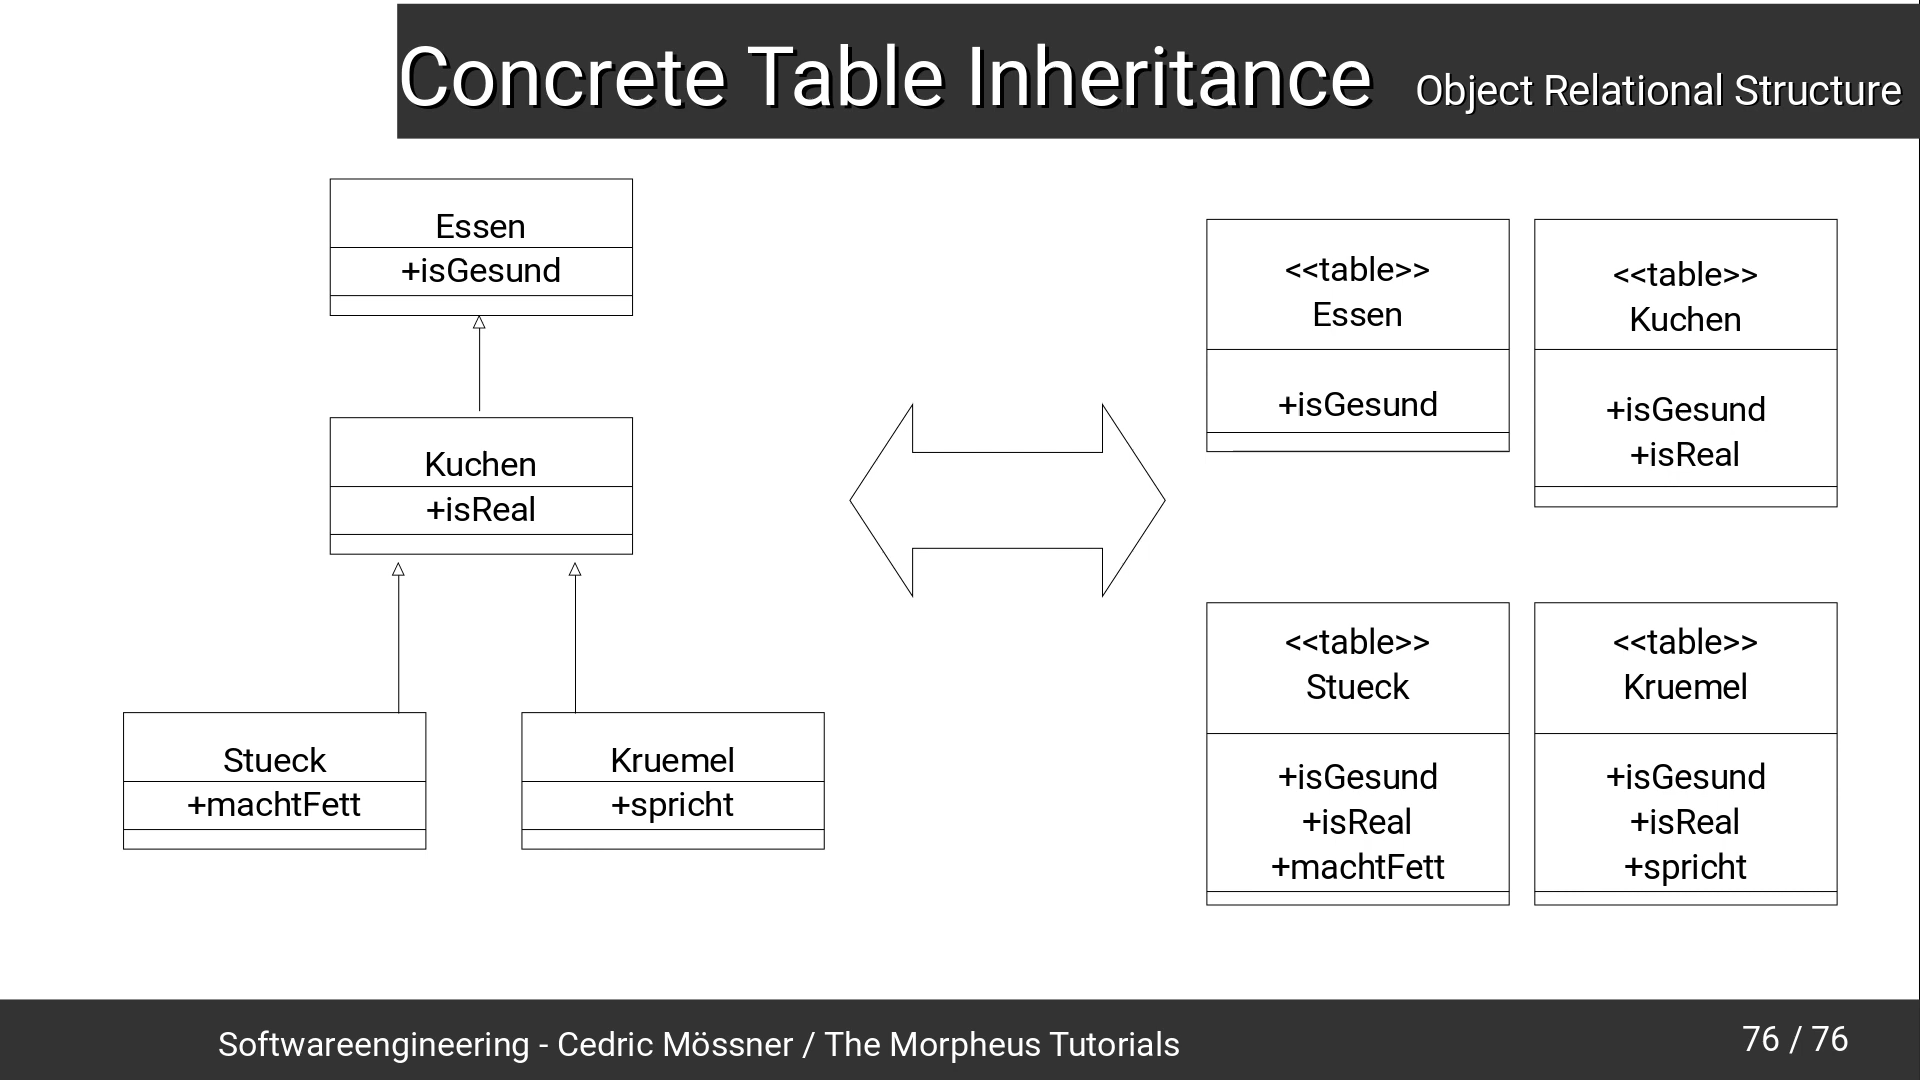 Concrete Table Inheritance Object Relational Structure
Essen
+isGesund
Kuchen
+isReal
Stueck
+machtFett
Kruemel
+spricht
<<table>>
Essen
+isGesund
<<table>>
Kuchen
+isGesund
+isReal
<<table>>
Stueck
+isGesund
+isReal
+machtFett
<<table>>
Kruemel
+isGesund
+isReal
+spricht
Softwareengineering - Cedric Mössner / The Morpheus Tutorials
76 / 76